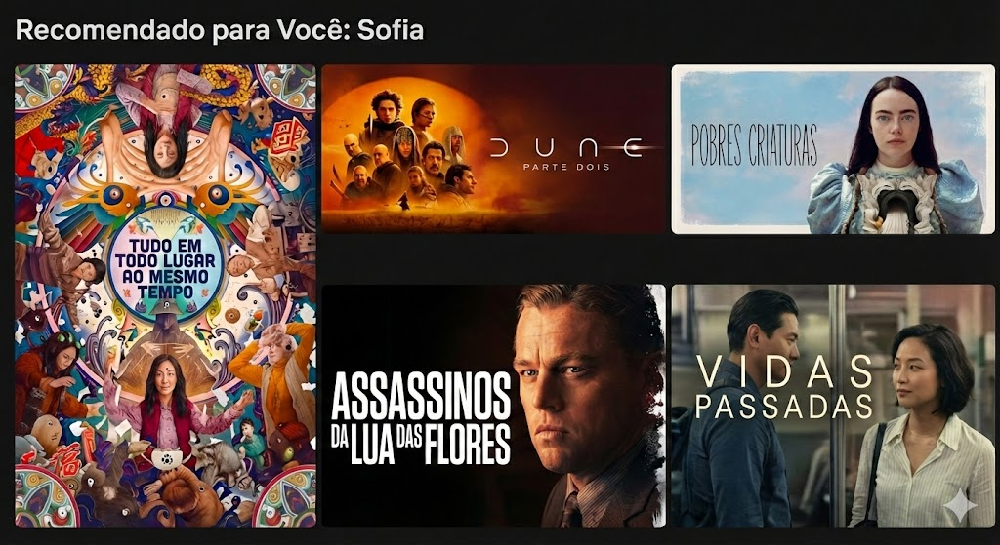 Recomendado para Você: Sofia
TUDO EM
TODO LUGAR
AO MESMO
TEMPO
DUNE
PARTE DOIS
POBRES CRIATURAS
ASSASSINOS
DA LUA DAS FLORES
VIDAS
PASSADAS